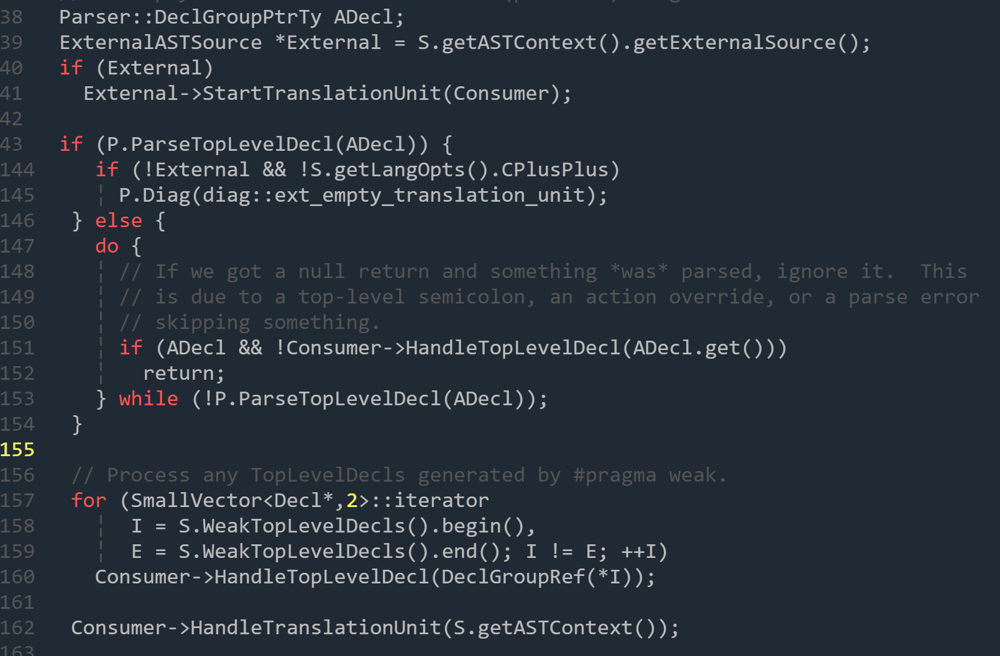 38   Parser::DeclGroupPtrTy ADecl;
39   ExternalASTSource *External = S.getASTContext().getExternalSource();
40   if (External)
41     External->StartTranslationUnit(Consumer);
42
43   if (P.ParseTopLevelDecl(ADecl)) {
144     if (!External && !S.getLangOpts().CPlusPlus)
145       P.Diag(diag::ext_empty_translation_unit);
146   } else {
147     do {
148       // If we got a null return and something *was* parsed, ignore it.  This
149       // is due to a top-level semicolon, an action override, or a parse error
150       // skipping something.
151       if (ADecl && !Consumer->HandleTopLevelDecl(ADecl.get()))
152         return;
153     } while (!P.ParseTopLevelDecl(ADecl));
154   }
155
156   // Process any TopLevelDecls generated by #pragma weak.
157   for (SmallVector<Decl*,2>::iterator
158        I = S.WeakTopLevelDecls().begin(),
159        E = S.WeakTopLevelDecls().end(); I != E; ++I)
160     Consumer->HandleTopLevelDecl(DeclGroupRef(*I));
161
162   Consumer->HandleTranslationUnit(S.getASTContext());
163